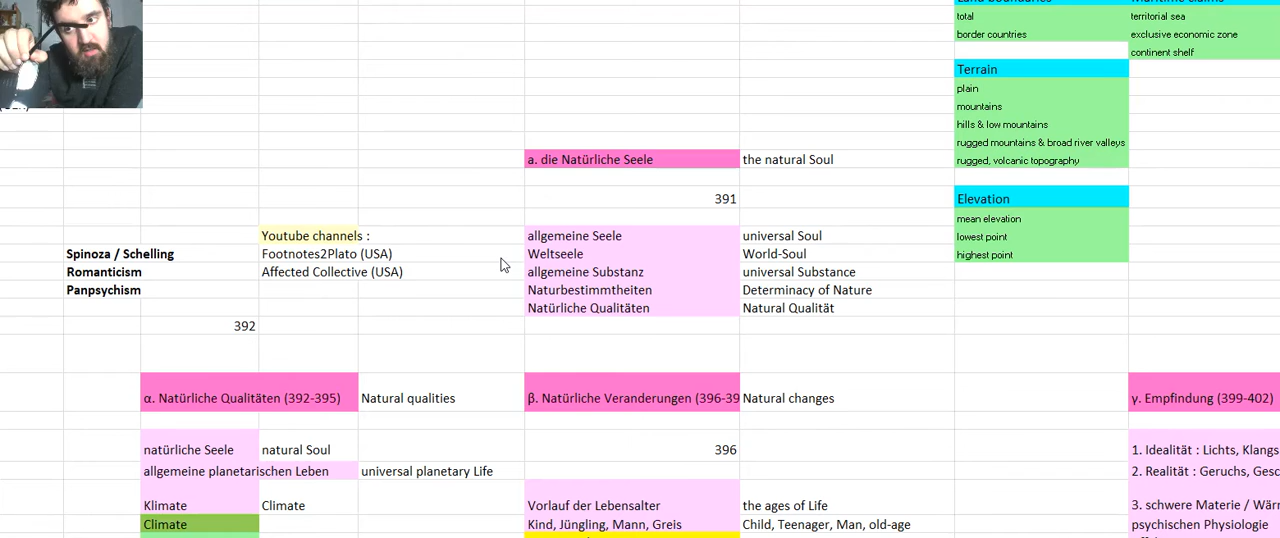 Land boundaries
Maritime claims
total
territorial sea
border countries
exclusive economic zone
continent shelf
Terrain
plain
mountains
hills & low mountains
rugged mountains & broad river valleys
a. die Natürliche Seele
the natural Soul
rugged, volcanic topography
391
Elevation
mean elevation
Youtube channels :
allgemeine Seele
universal Soul
lowest point
Spinoza / Schelling
Footnotes2Plato (USA)
Weltseele
World-Soul
highest point
Romanticism
Affected Collective (USA)
allgemeine Substanz
universal Substance
Panpsychism
Naturbestimmtheiten
Determinacy of Nature
Natürliche Qualitäten
Natural Qualität
392
α. Natürliche Qualitäten (392-395)
Natural qualities
β. Natürliche Veranderungen (396-39
Natural changes
γ. Empfindung (399-402)
natürliche Seele
natural Soul
396
1. Idealität : Lichts, Klangs
allgemeine planetarischen Leben
universal planetary Life
2. Realität : Geruchs, Gesc
Klimate
Climate
Vorlauf der Lebensalter
the ages of Life
3. schwere Materie / Wär
Climate
Kind, Jüngling, Mann, Greis
Child, Teenager, Man, old-age
psychischen Physiologie